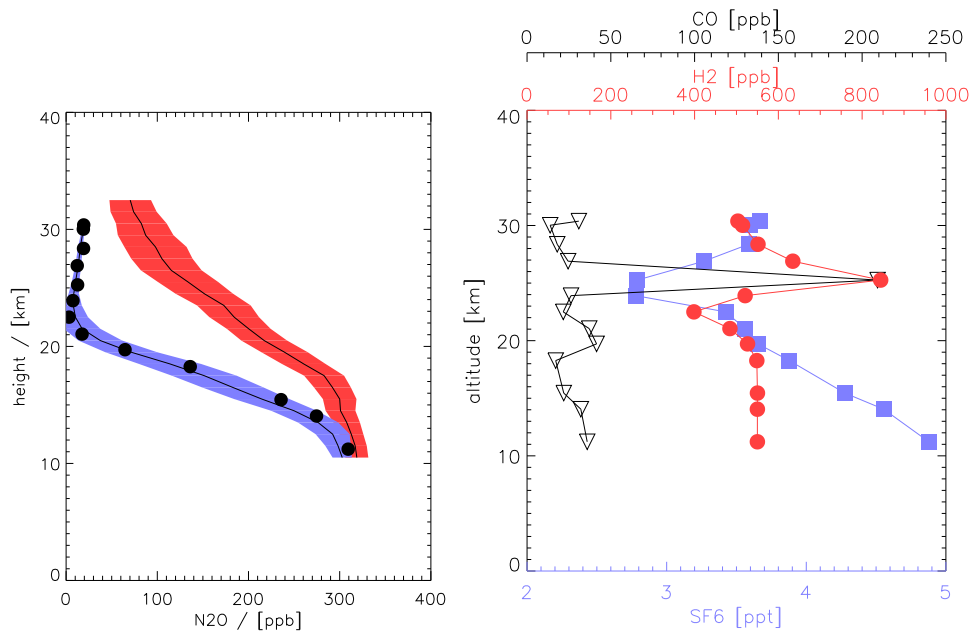 CO [ppb]
0 50 100 150 200 250
H2 [ppb]
0 200 400 600 800 1000
40
30
20
10
0
height / [km]
0 100 200 300 400
N2O / [ppb]
40
30
20
10
0
altitude [km]
2 3 4 5
SF6 [ppt]